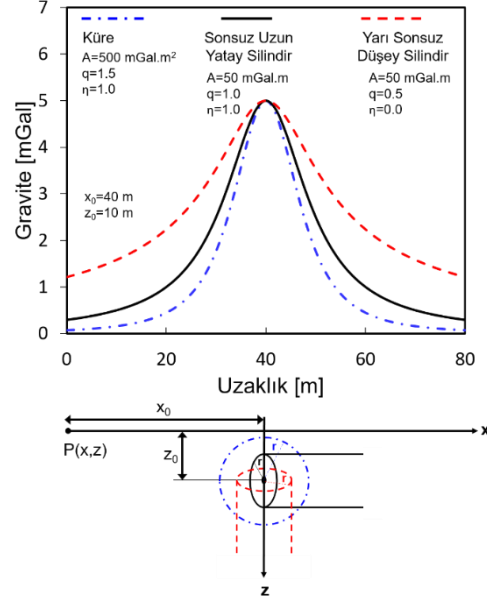 Küre
A=500 mGal.m²
q=1.5
η=1.0
Sonsuz Uzun
Yatay Silindir
A=50 mGal.m
q=1.0
η=1.0
Yarı Sonsuz
Düşey Silindir
A=50 mGal.m
q=0.5
η=0.0
x₀=40 m
z₀=10 m
Gravite [mGal]
7
6
5
4
3
2
1
0
0 20 40 60 80
Uzaklık [m]
x₀
x
P(x,z)
z₀
r
r
r
z